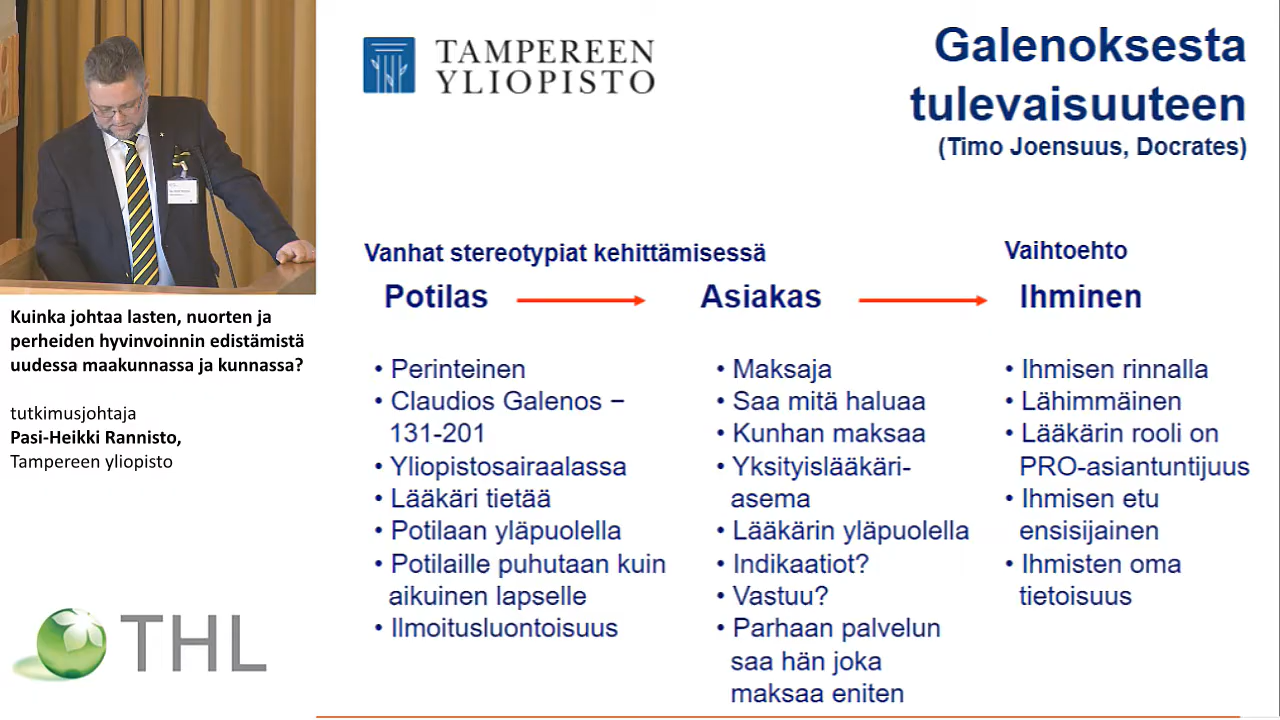 TAMPEREEN
YLIOPISTO
Galenoksesta
tulevaisuuteen
(Timo Joensuus, Docrates)
Kuinka johtaa lasten, nuorten ja
perheiden hyvinvoinnin edistämistä
uudessa maakunnassa ja kunnassa?
tutkimusjohtaja
Pasi-Heikki Rannisto,
Tampereen yliopisto
THL
Vanhat stereotypiat kehittämisessä
Potilas
• Perinteinen
• Claudios Galenos –
131-201
• Yliopistosairaalassa
• Lääkäri tietää
• Potilaan yläpuolella
• Potilaille puhutaan kuin
aikuinen lapselle
• Ilmoitusluontoisuus
Asiakas
• Maksaja
• Saa mitä haluaa
• Kunhan maksaa
• Yksityislääkäri-
asema
• Lääkärin yläpuolella
• Indikaatiot?
• Vastuu?
• Parhaan palvelun
saa hän joka
maksaa eniten
Vaihtoehto
Ihminen
• Ihmisen rinnalla
• Lähimmäinen
• Lääkärin rooli on
PRO-asiantuntijuus
• Ihmisen etu
ensisijainen
• Ihmisten oma
tietoisuus